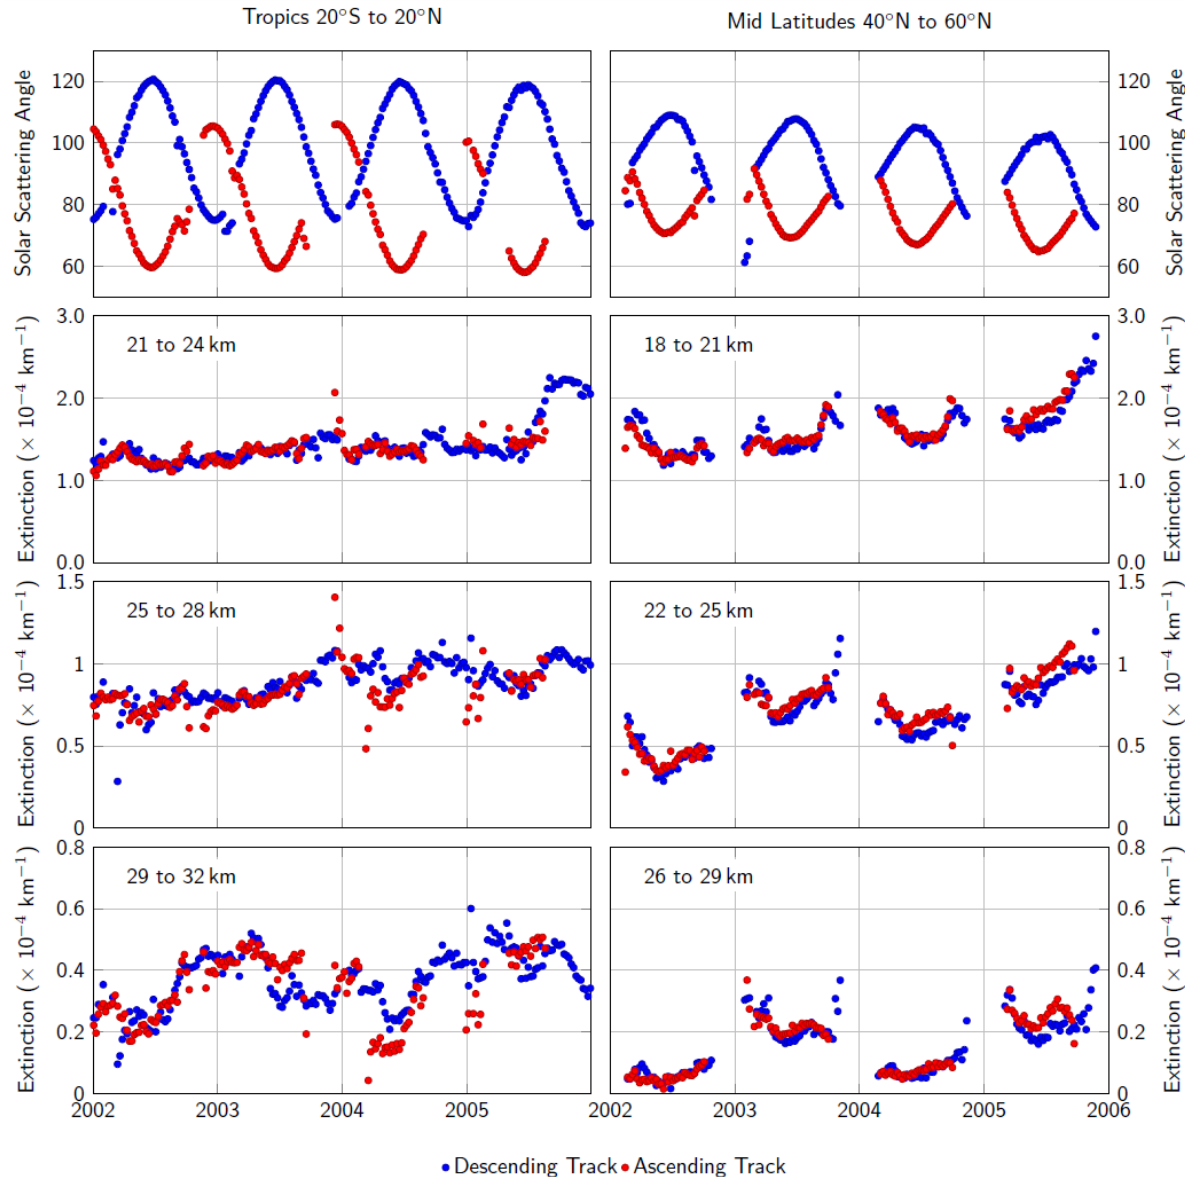 Tropics 20°S to 20°N
Mid Latitudes 40°N to 60°N
Solar Scattering Angle
120
100
80
60
120
100
80
60
Solar Scattering Angle
Extinction (× 10⁻⁴ km⁻¹)
3.0
2.0
1.0
0.0
21 to 24 km
18 to 21 km
3.0
2.0
1.0
0.0
Extinction (× 10⁻⁴ km⁻¹)
Extinction (× 10⁻⁴ km⁻¹)
1.5
1
0.5
0
25 to 28 km
22 to 25 km
1.5
1
0.5
0
Extinction (× 10⁻⁴ km⁻¹)
Extinction (× 10⁻⁴ km⁻¹)
0.8
0.6
0.4
0.2
0
29 to 32 km
26 to 29 km
0.8
0.6
0.4
0.2
0
Extinction (× 10⁻⁴ km⁻¹)
2002 2003 2004 2005
2002 2003 2004 2005 2006
Descending Track Ascending Track